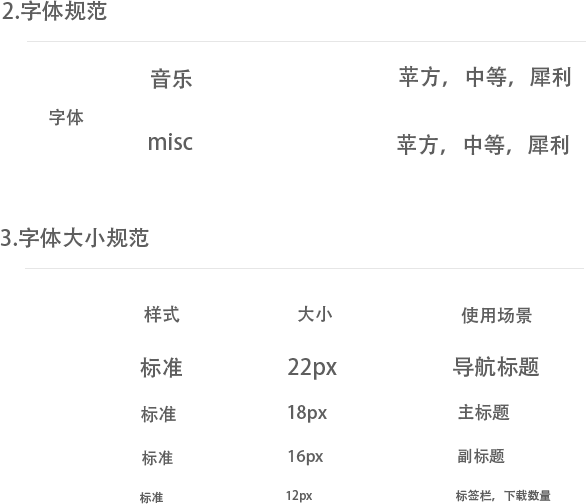 2.字体规范
音乐 苹方，中等，犀利
字体
misc 苹方，中等，犀利
3.字体大小规范
样式 大小 使用场景
标准 22px 导航标题
标准 18px 主标题
标准 16px 副标题
标准 12px 标签栏，下载数量